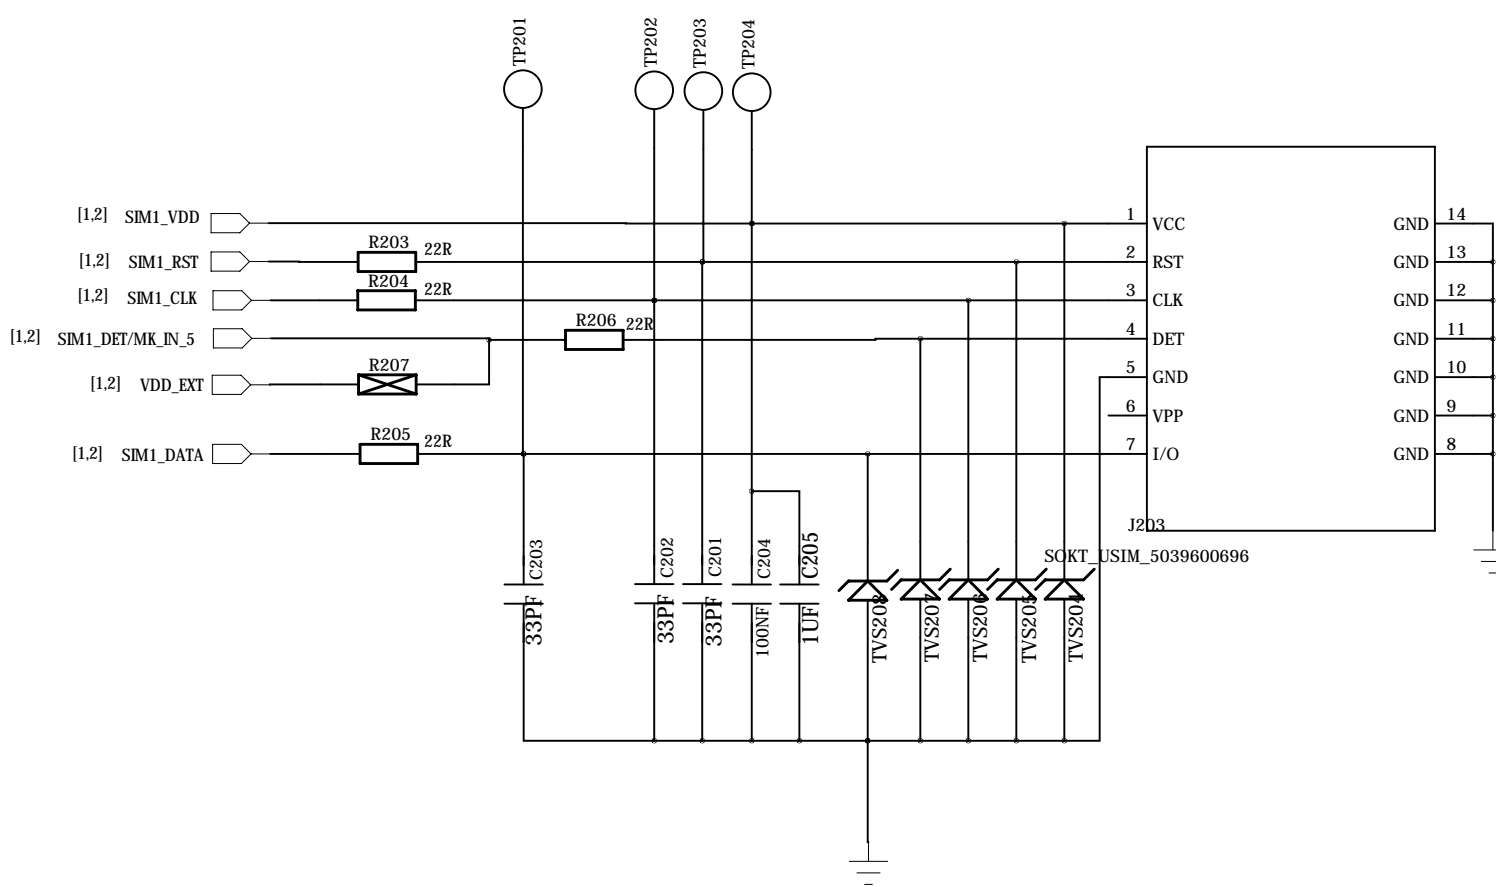 TP201
TP202
TP203
TP204
[1,2] SIM1_VDD
1 VCC
GND 14
R203 22R
[1,2] SIM1_RST
2 RST
GND 13
R204 22R
[1,2] SIM1_CLK
3 CLK
GND 12
R206 22R
[1,2] SIM1_DET/MK_IN_5
4 DET
GND 11
R207
[1,2] VDD_EXT
5 GND
GND 10
6 VPP
GND 9
R205 22R
[1,2] SIM1_DATA
7 I/O
GND 8
J203
SOKT_USIM_5039600696
C203
33PF
C202
33PF
C201
33PF
C204
100NF
C205
1UF
TVS208
TVS207
TVS206
TVS205
TVS204